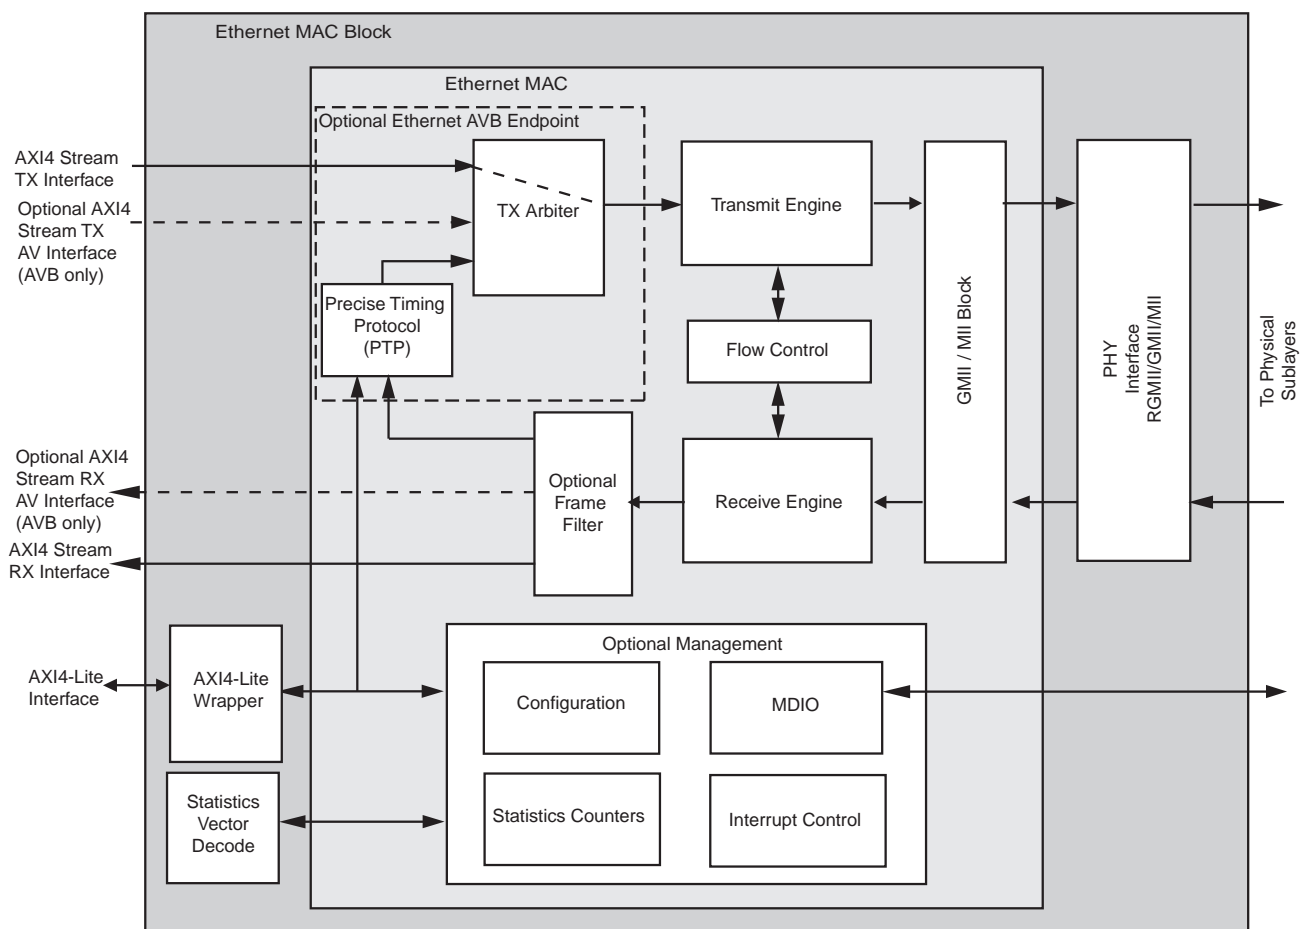 Ethernet MAC Block
Ethernet MAC
Optional Ethernet AVB Endpoint
AXI4 Stream
TX Interface
Optional AXI4
Stream TX
AV Interface
(AVB only)
TX Arbiter
Precise Timing
Protocol
(PTP)
Transmit Engine
Flow Control
Receive Engine
GMII / MII Block
PHY
Interface
RGMII/GMII/MII
To Physical
Sublayers
Optional AXI4
Stream RX
AV Interface
(AVB only)
AXI4 Stream
RX Interface
Optional
Frame
Filter
AXI4-Lite
Interface
AXI4-Lite
Wrapper
Statistics
Vector
Decode
Optional Management
Configuration
MDIO
Statistics Counters
Interrupt Control